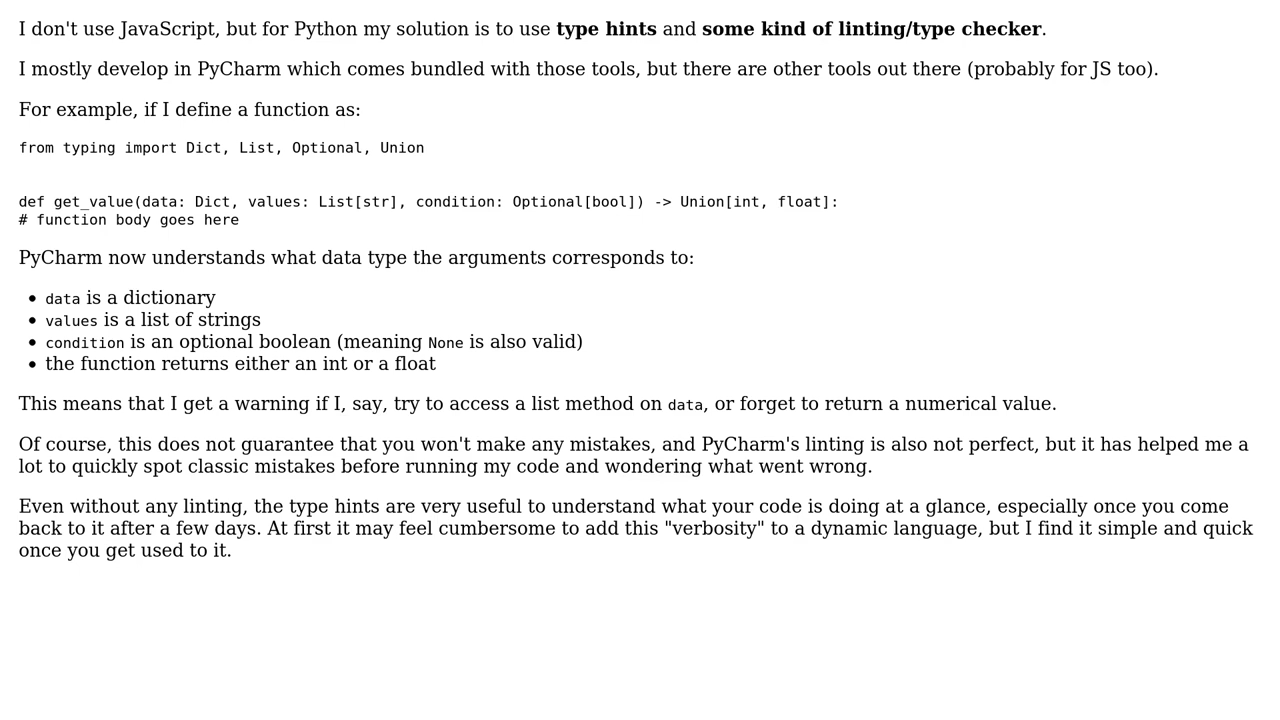 I don't use JavaScript, but for Python my solution is to use type hints and some kind of linting/type checker.
I mostly develop in PyCharm which comes bundled with those tools, but there are other tools out there (probably for JS too).
For example, if I define a function as:
from typing import Dict, List, Optional, Union
def get_value(data: Dict, values: List[str], condition: Optional[bool]) -> Union[int, float]:
# function body goes here
PyCharm now understands what data type the arguments corresponds to:
• data is a dictionary
• values is a list of strings
• condition is an optional boolean (meaning None is also valid)
• the function returns either an int or a float
This means that I get a warning if I, say, try to access a list method on data, or forget to return a numerical value.
Of course, this does not guarantee that you won't make any mistakes, and PyCharm's linting is also not perfect, but it has helped me a
lot to quickly spot classic mistakes before running my code and wondering what went wrong.
Even without any linting, the type hints are very useful to understand what your code is doing at a glance, especially once you come
back to it after a few days. At first it may feel cumbersome to add this "verbosity" to a dynamic language, but I find it simple and quick
once you get used to it.